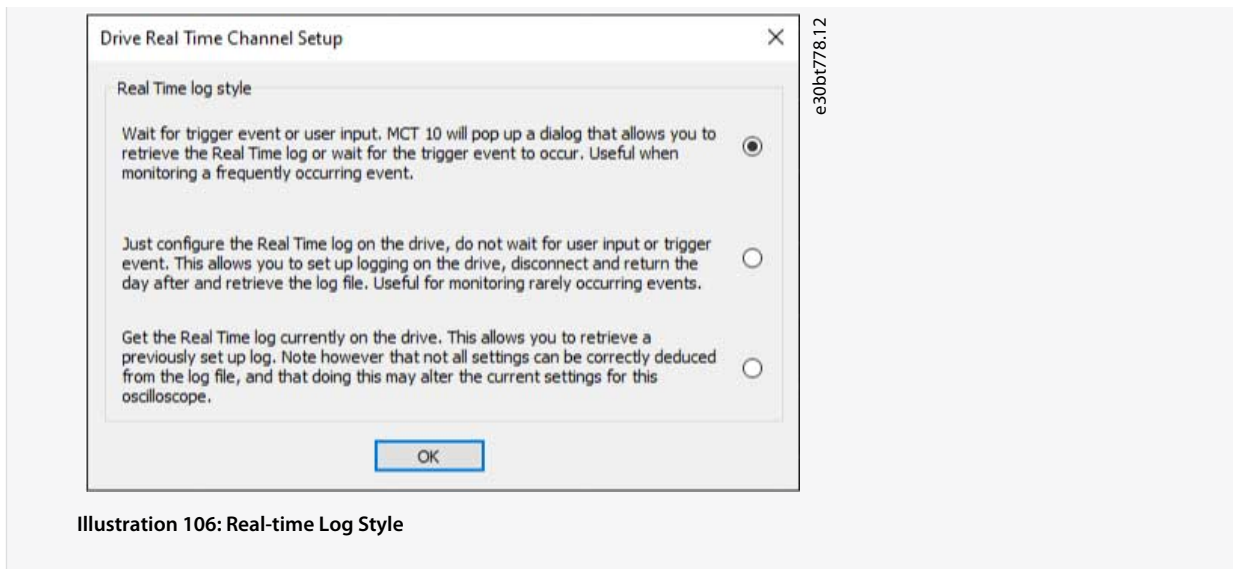 Drive Real Time Channel Setup
e30bt778.12
Real Time log style
Wait for trigger event or user input. MCT 10 will pop up a dialog that allows you to
retrieve the Real Time log or wait for the trigger event to occur. Useful when
monitoring a frequently occurring event.
Just configure the Real Time log on the drive, do not wait for user input or trigger
event. This allows you to set up logging on the drive, disconnect and return the
day after and retrieve the log file. Useful for monitoring rarely occurring events.
Get the Real Time log currently on the drive. This allows you to retrieve a
previously set up log. Note however that not all settings can be correctly deduced
from the log file, and that doing this may alter the current settings for this
oscilloscope.
OK
Illustration 106: Real-time Log Style